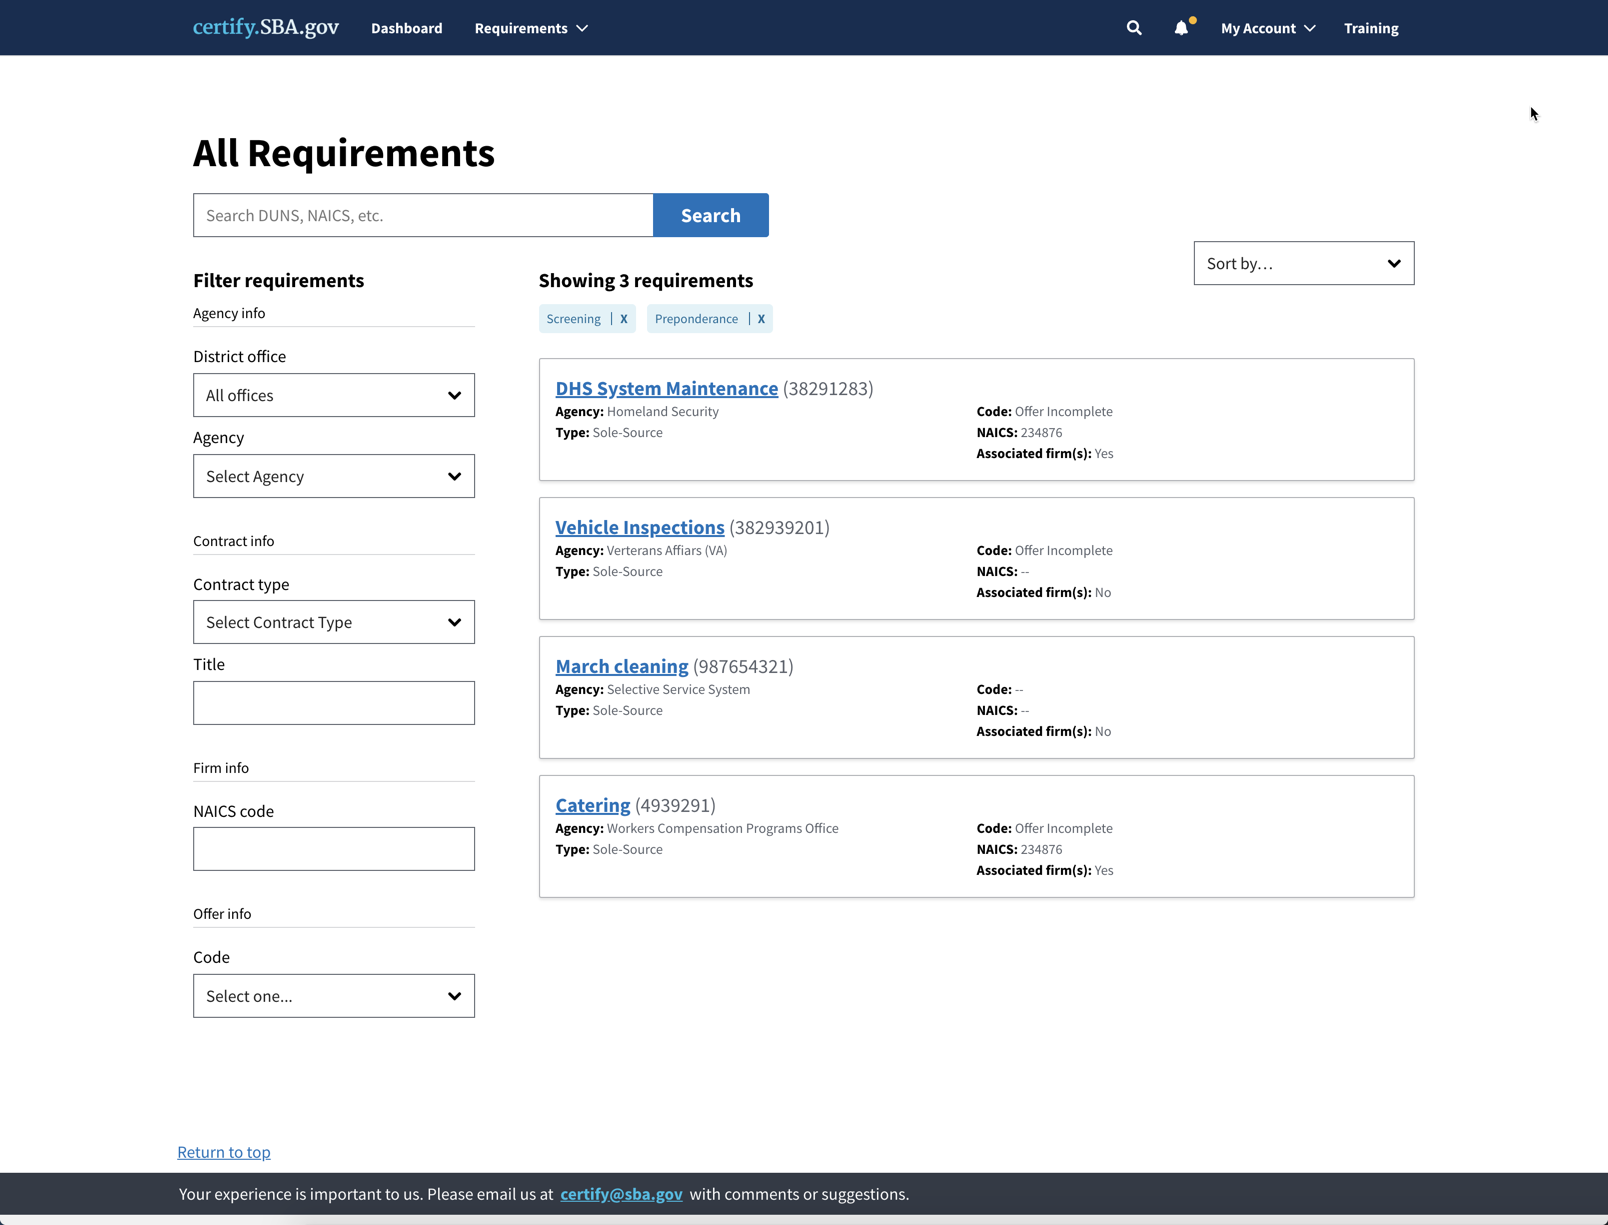 certify.SBA.gov Dashboard Requirements My Account Training
All Requirements
Search DUNS, NAICS, etc. Search
Sort by...
Filter requirements
Agency info
District office
All offices
Agency
Select Agency
Contract info
Contract type
Select Contract Type
Title
Firm info
NAICS code
Offer info
Code
Select one...
Showing 3 requirements
Screening | X Preponderance | X
DHS System Maintenance (38291283)
Agency: Homeland Security
Type: Sole-Source
Code: Offer Incomplete
NAICS: 234876
Associated firm(s): Yes
Vehicle Inspections (382939201)
Agency: Verterans Affiars (VA)
Type: Sole-Source
Code: Offer Incomplete
NAICS: --
Associated firm(s): No
March cleaning (987654321)
Agency: Selective Service System
Type: Sole-Source
Code: --
NAICS: --
Associated firm(s): No
Catering (4939291)
Agency: Workers Compensation Programs Office
Type: Sole-Source
Code: Offer Incomplete
NAICS: 234876
Associated firm(s): Yes
Return to top
Your experience is important to us. Please email us at certify@sba.gov with comments or suggestions.